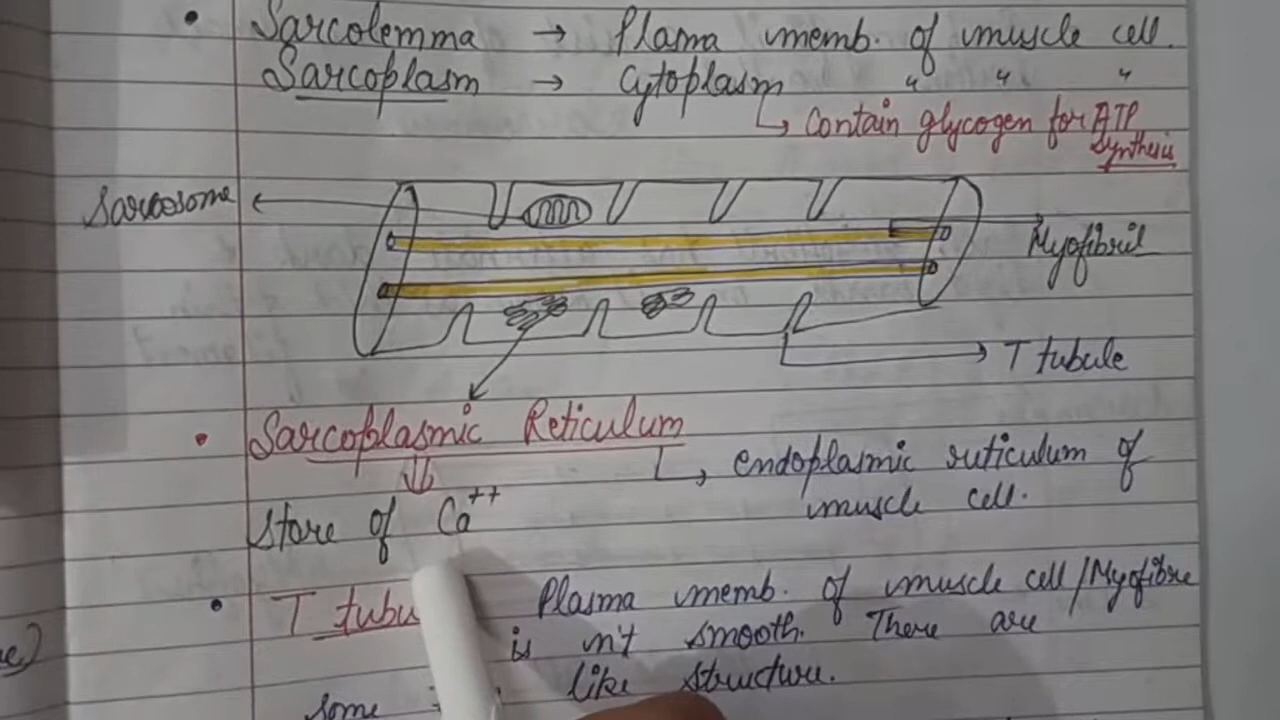 • Sarcolemma → Plama memb. of muscle cell.
Sarcoplasm → Cytoplasm " " "
↳ Contain glycogen for ATP
Synthesis
Sarcosome
Myofibril
T tubule
• Sarcoplasmic Reticulum
↳ endoplasmic reticulum of
muscle cell.
⇓
Store of Ca++
• T tubu Plasma memb. of muscle cell/Myofibre
is n't smooth. There are
some like structure.